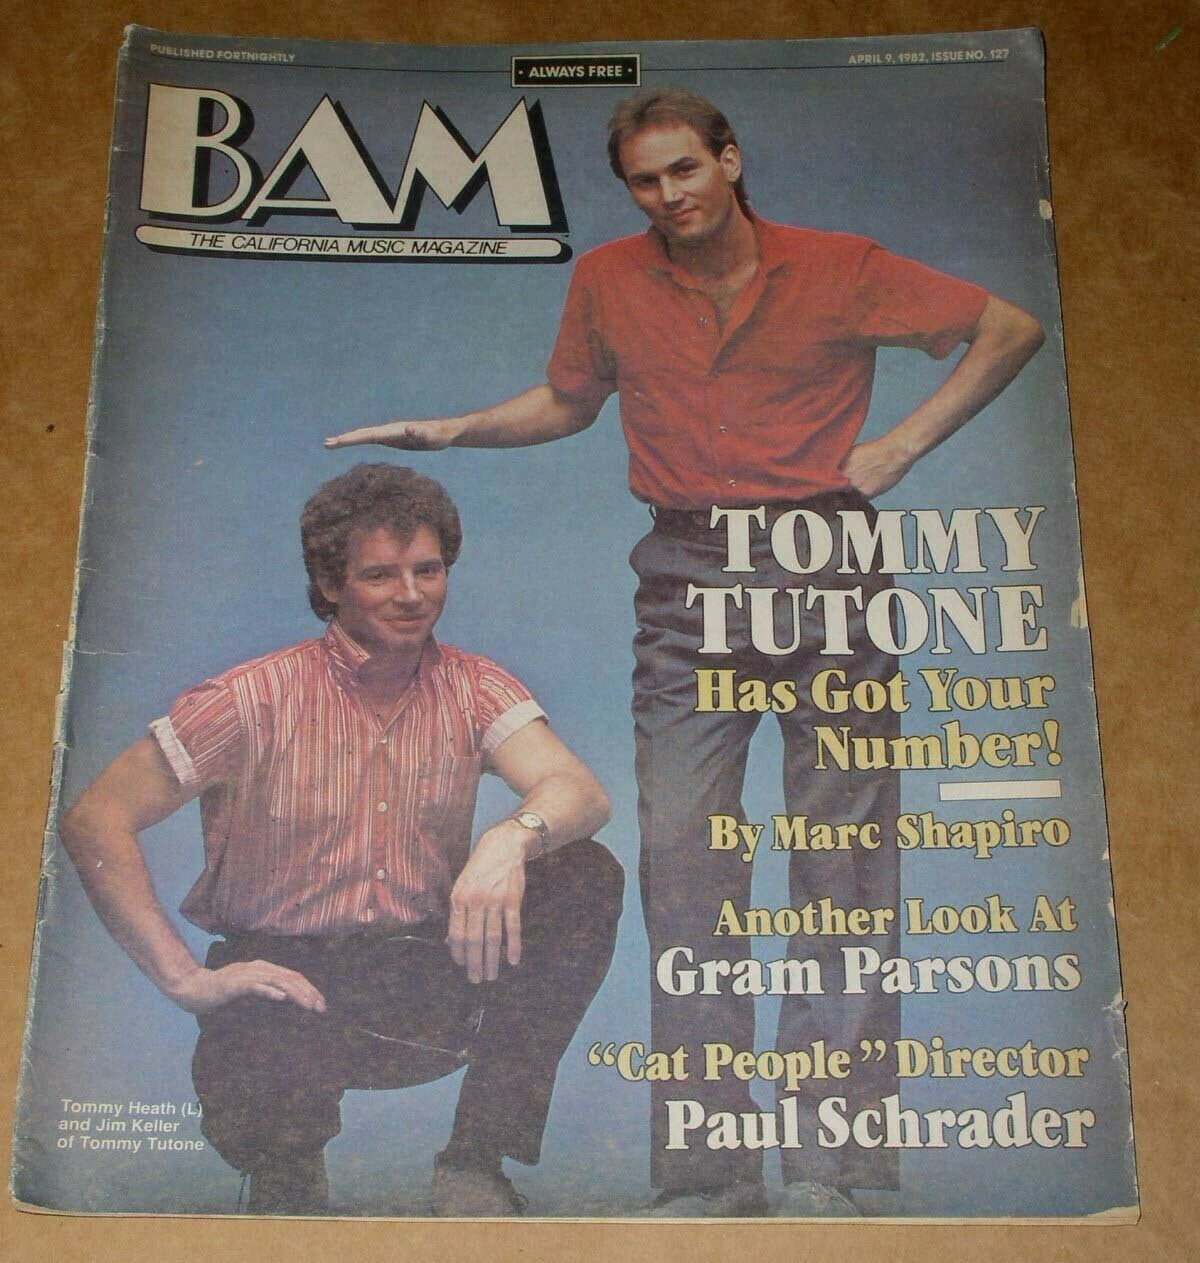 PUBLISHED FORTNIGHTLY
• ALWAYS FREE •
APRIL 9, 1982, ISSUE NO. 127
BAM
THE CALIFORNIA MUSIC MAGAZINE
TOMMY
TUTONE
Has Got Your
Number!
By Marc Shapiro
Another Look At
Gram Parsons
“Cat People” Director
Paul Schrader
Tommy Heath (L)
and Jim Keller
of Tommy Tutone